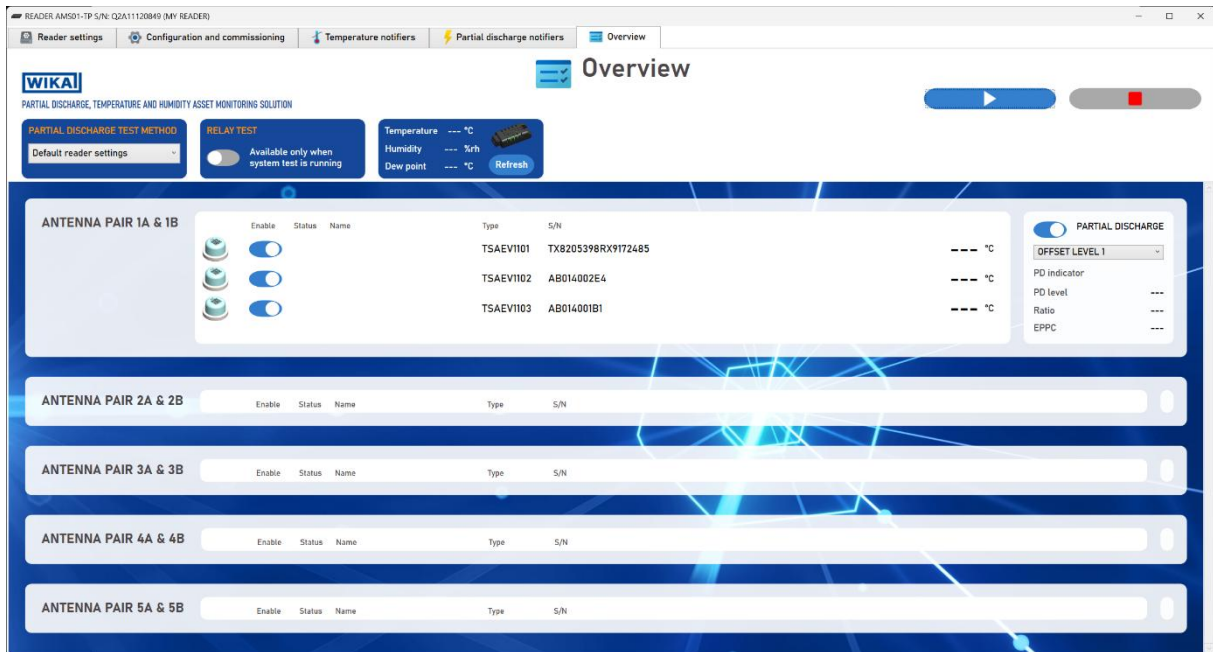 READER AMS01-TP S/N: Q2A11120849 (MY READER)
Reader settings Configuration and commissioning Temperature notifiers Partial discharge notifiers Overview
Overview
WIKA
PARTIAL DISCHARGE, TEMPERATURE AND HUMIDITY ASSET MONITORING SOLUTION
PARTIAL DISCHARGE TEST METHOD
Default reader settings
RELAY TEST
Available only when
system test is running
Temperature --- °C
Humidity --- %rh
Dew point --- °C
Refresh
ANTENNA PAIR 1A & 1B
Enable Status Name Type S/N
TSAEV1101 TX8205398RX9172485 --- °C
TSAEV1102 AB014002E4 --- °C
TSAEV1103 AB014001B1 --- °C
PARTIAL DISCHARGE
OFFSET LEVEL 1
PD indicator
PD level ---
Ratio ---
EPPC ---
ANTENNA PAIR 2A & 2B
Enable Status Name Type S/N
ANTENNA PAIR 3A & 3B
Enable Status Name Type S/N
ANTENNA PAIR 4A & 4B
Enable Status Name Type S/N
ANTENNA PAIR 5A & 5B
Enable Status Name Type S/N